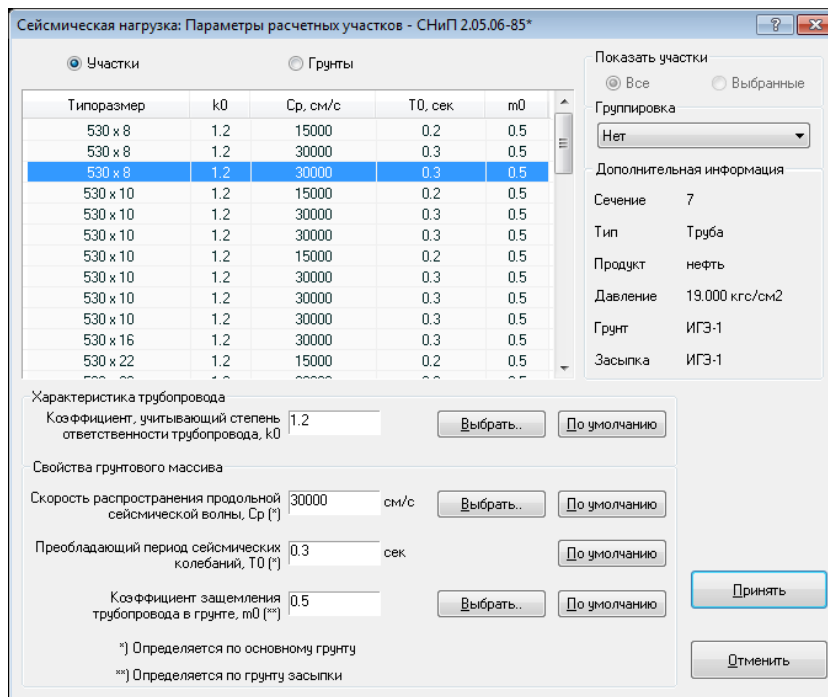 Сейсмическая нагрузка: Параметры расчетных участков - СНиП 2.05.06-85*
Участки Грунты
Типоразмер k0 Cp, см/с T0, сек m0
530 x 8 1.2 15000 0.2 0.5
530 x 8 1.2 30000 0.3 0.5
530 x 8 1.2 30000 0.3 0.5
530 x 10 1.2 15000 0.2 0.5
530 x 10 1.2 30000 0.3 0.5
530 x 10 1.2 30000 0.3 0.5
530 x 10 1.2 15000 0.2 0.5
530 x 10 1.2 30000 0.3 0.5
530 x 10 1.2 30000 0.3 0.5
530 x 10 1.2 30000 0.3 0.5
530 x 16 1.2 30000 0.3 0.5
530 x 22 1.2 15000 0.2 0.5
Показать участки
Все Выбранные
Группировка
Нет
Дополнительная информация
Сечение 7
Тип Труба
Продукт нефть
Давление 19.000 кгс/см2
Грунт ИГЭ-1
Засыпка ИГЭ-1
Характеристика трубопровода
Коэффициент, учитывающий степень
ответственности трубопровода, k0
1.2 Выбрать.. По умолчанию
Свойства грунтового массива
Скорость распространения продольной
сейсмической волны, Cp (*)
30000 см/с Выбрать.. По умолчанию
Преобладающий период сейсмических
колебаний, T0 (*)
0.3 сек По умолчанию
Коэффициент защемления
трубопровода в грунте, m0 (**)
0.5 Выбрать.. По умолчанию
*) Определяется по основному грунту
**) Определяется по грунту засыпки
Принять
Отменить